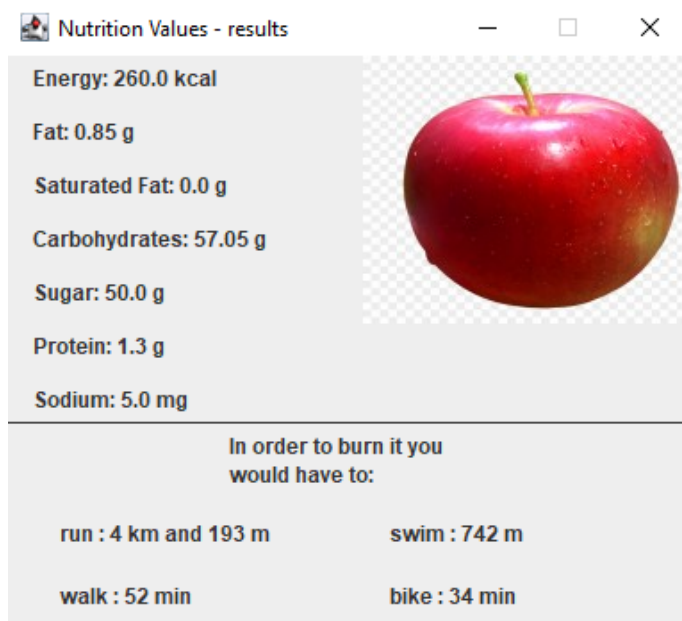 Nutrition Values - results
Energy: 260.0 kcal
Fat: 0.85 g
Saturated Fat: 0.0 g
Carbohydrates: 57.05 g
Sugar: 50.0 g
Protein: 1.3 g
Sodium: 5.0 mg
In order to burn it you
would have to:
run : 4 km and 193 m
swim : 742 m
walk : 52 min
bike : 34 min